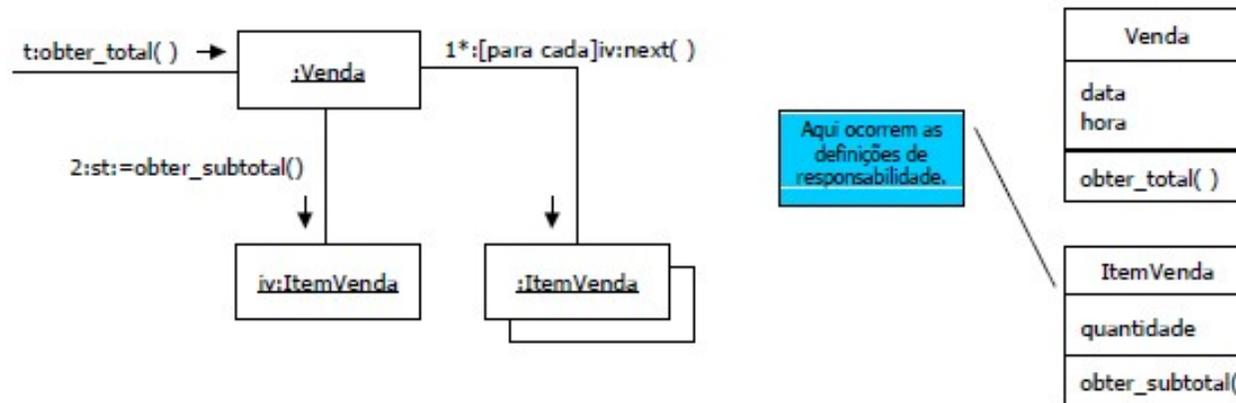 t:obter_total( )
:Venda
1*:[para cada]iv:next( )
2:st:=obter_subtotal()
iv:ItemVenda
:ItemVenda
Aqui ocorrem as
definições de
responsabilidade.
Venda
data
hora
obter_total( )
ItemVenda
quantidade
obter_subtotal(